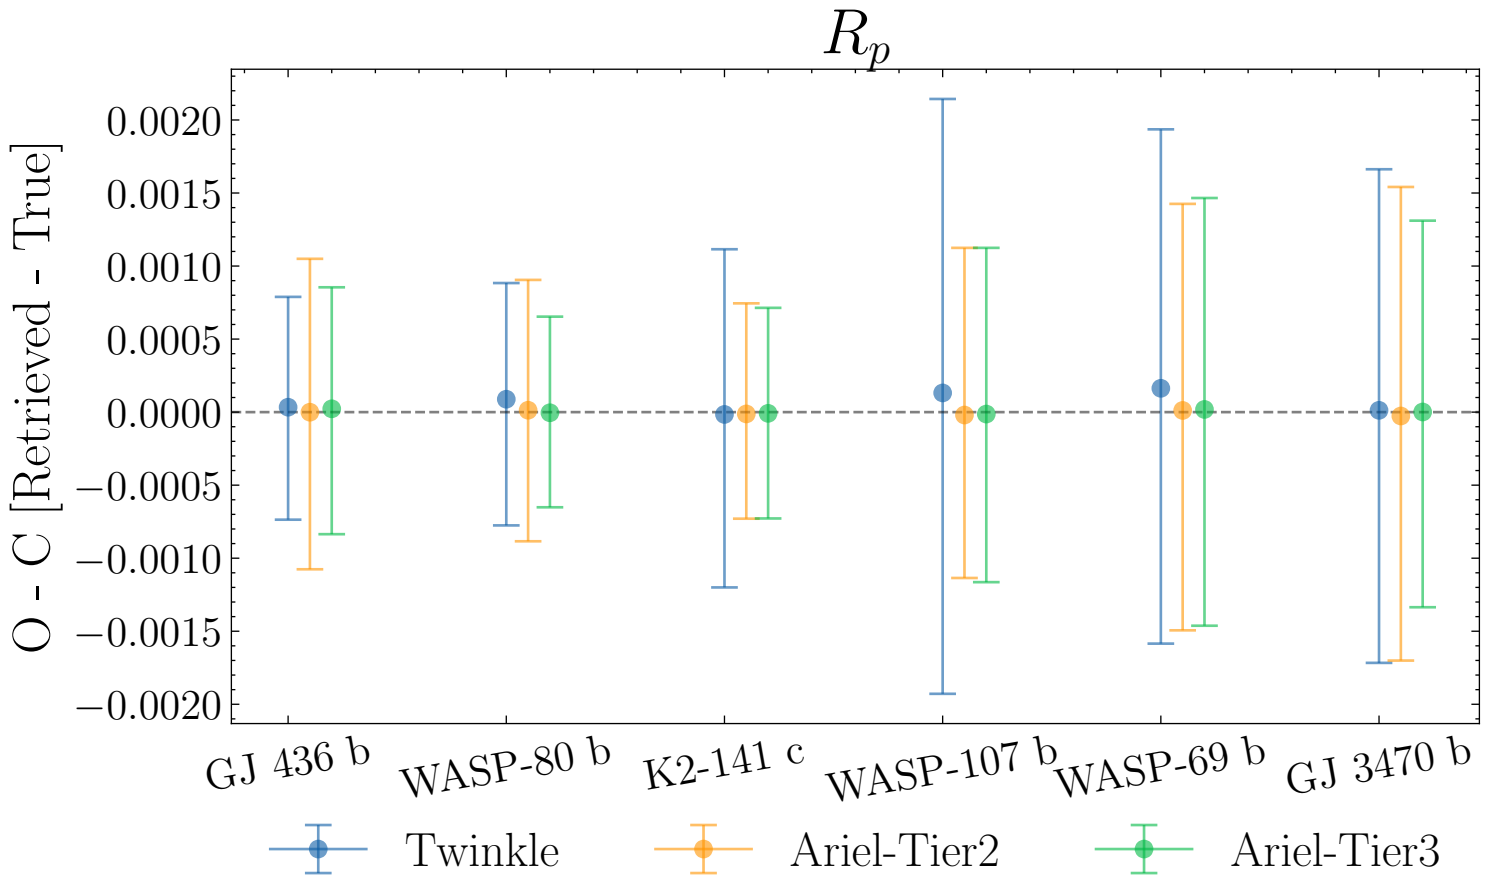 R_p
O - C [Retrieved - True]
0.0020
0.0015
0.0010
0.0005
0.0000
−0.0005
−0.0010
−0.0015
−0.0020
GJ 436 b
WASP-80 b
K2-141 c
WASP-107 b
WASP-69 b
GJ 3470 b
Twinkle
Ariel-Tier2
Ariel-Tier3